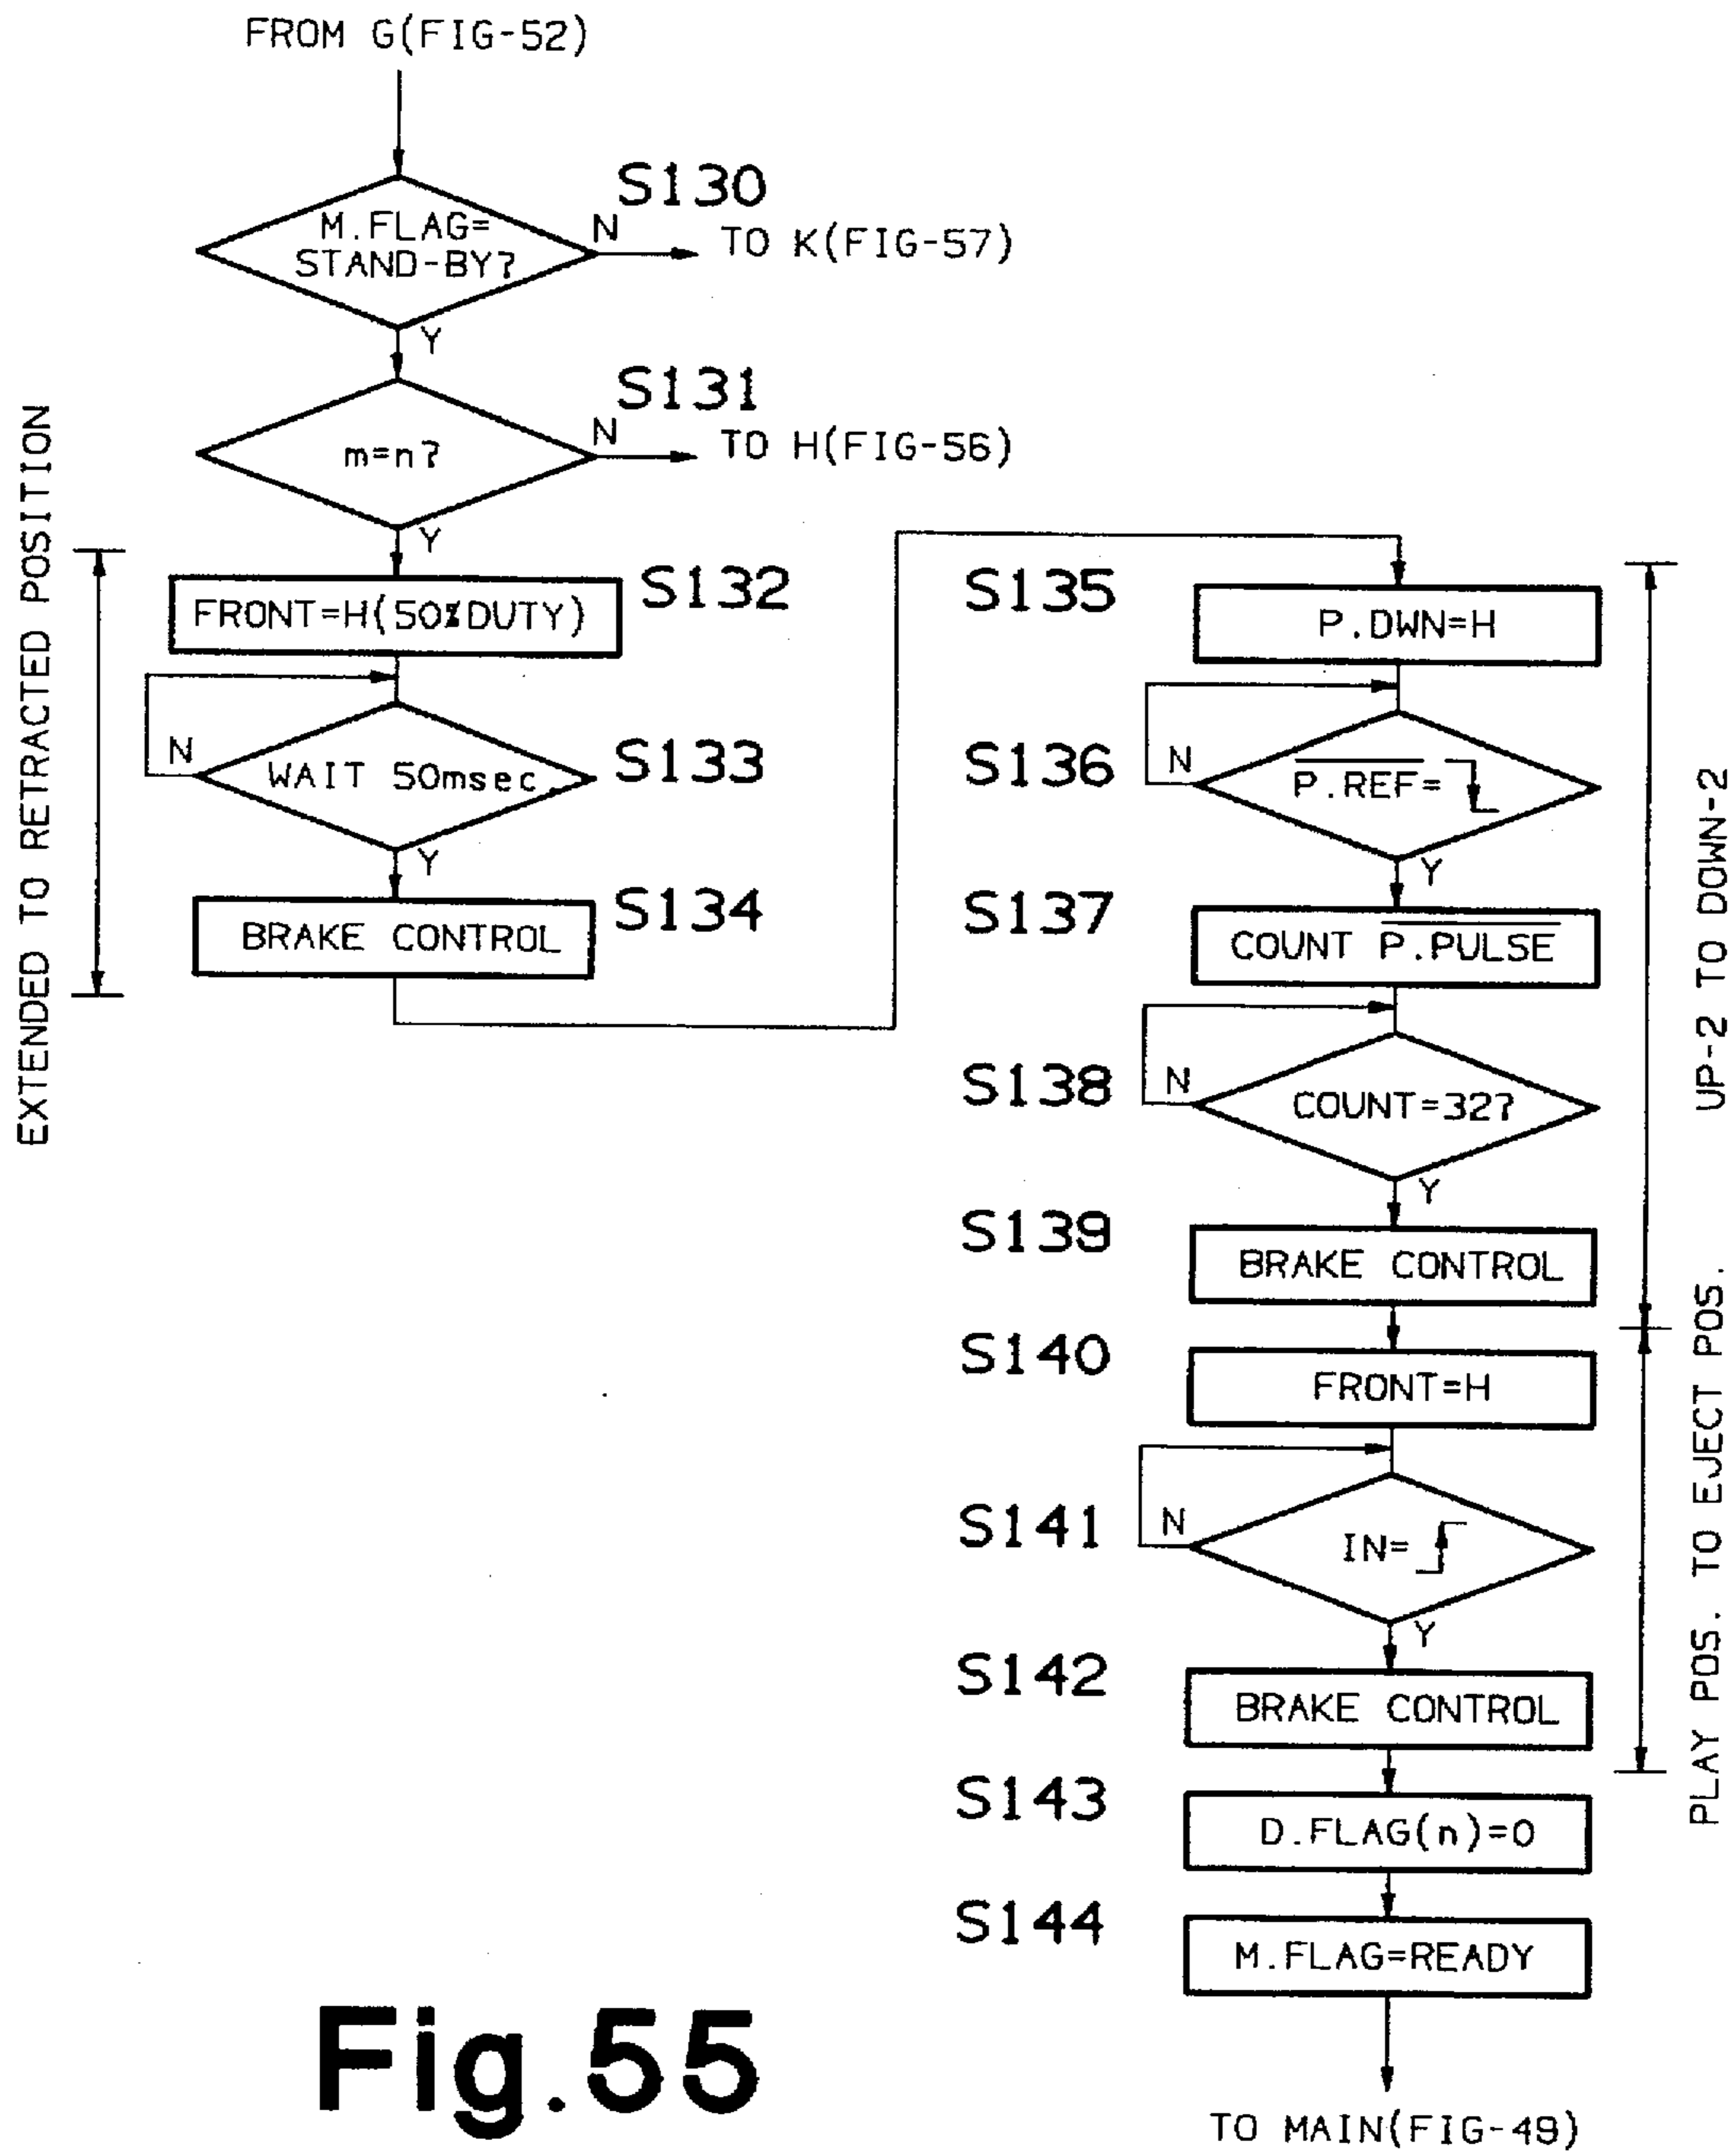 FROM G(FIG-52)
S130
M.FLAG=
STAND-BY?
N
TO K(FIG-57)
Y
S131
m=n?
N
TO H(FIG-56)
Y
EXTENDED TO RETRACTED POSITION
S132
FRONT=H(50%DUTY)
S133
N
WAIT 50msec
Y
S134
BRAKE CONTROL
S135
P.DWN=H
S136
N
P.REF=
Y
S137
COUNT P.PULSE
S138
N
COUNT=32?
Y
S139
BRAKE CONTROL
UP-2 TO DOWN-2
S140
FRONT=H
S141
N
IN=
Y
S142
BRAKE CONTROL
PLAY POS. TO EJECT POS.
S143
D.FLAG(n)=0
S144
M.FLAG=READY
TO MAIN(FIG-49)
Fig.55